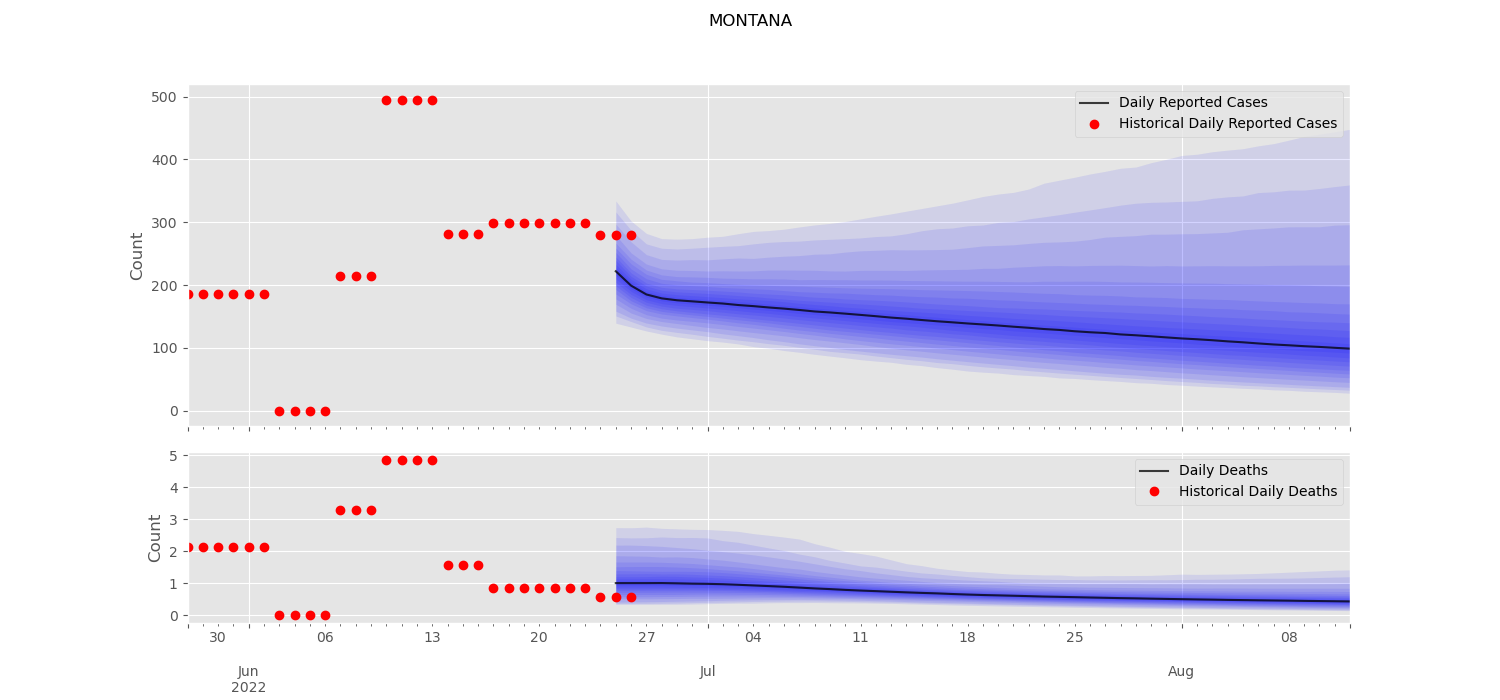 MONTANA
500
400
300
200
100
0
Count
Daily Reported Cases
Historical Daily Reported Cases
5
4
3
2
1
0
Count
Daily Deaths
Historical Daily Deaths
30 06 13 20 27 04 11 18 25 08
Jun Jul Aug
2022